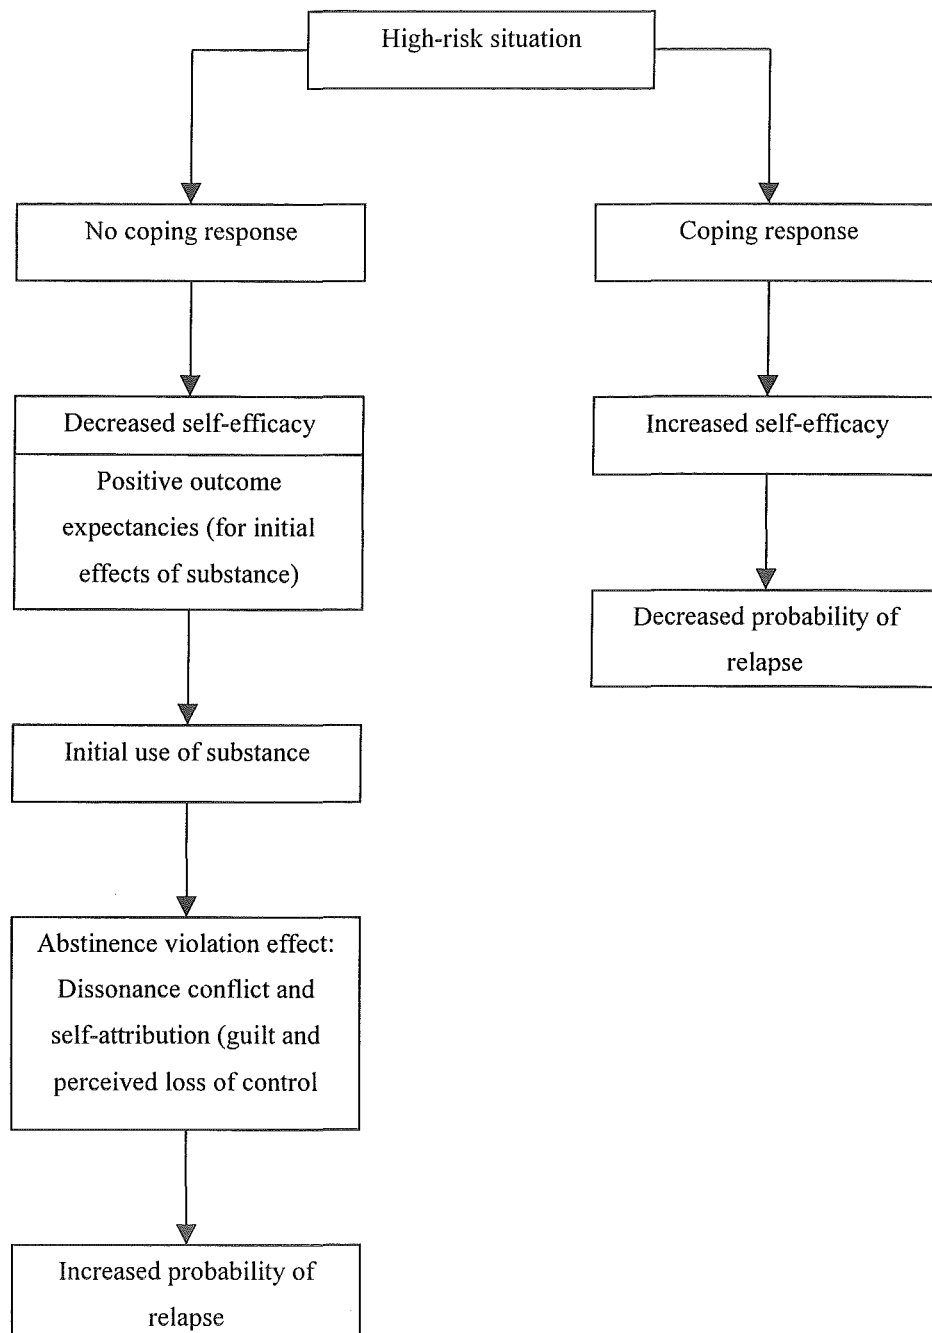 High-risk situation
No coping response
Coping response
Decreased self-efficacy
Increased self-efficacy
Positive outcome
expectancies (for initial
effects of substance)
Decreased probability of
relapse
Initial use of substance
Abstinence violation effect:
Dissonance conflict and
self-attribution (guilt and
perceived loss of control
Increased probability of
relapse